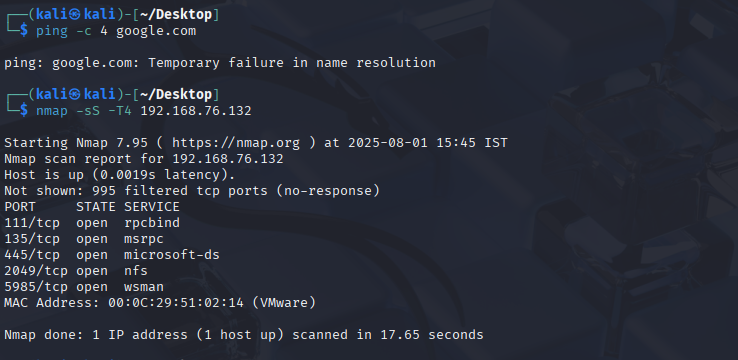 ┌──(kali㉿kali)-[~/Desktop]
└─$ ping -c 4 google.com
ping: google.com: Temporary failure in name resolution
┌──(kali㉿kali)-[~/Desktop]
└─$ nmap -sS -T4 192.168.76.132
Starting Nmap 7.95 ( https://nmap.org ) at 2025-08-01 15:45 IST
Nmap scan report for 192.168.76.132
Host is up (0.0019s latency).
Not shown: 995 filtered tcp ports (no-response)
PORT     STATE SERVICE
111/tcp  open  rpcbind
135/tcp  open  msrpc
445/tcp  open  microsoft-ds
2049/tcp open  nfs
5985/tcp open  wsman
MAC Address: 00:0C:29:51:02:14 (VMware)
Nmap done: 1 IP address (1 host up) scanned in 17.65 seconds